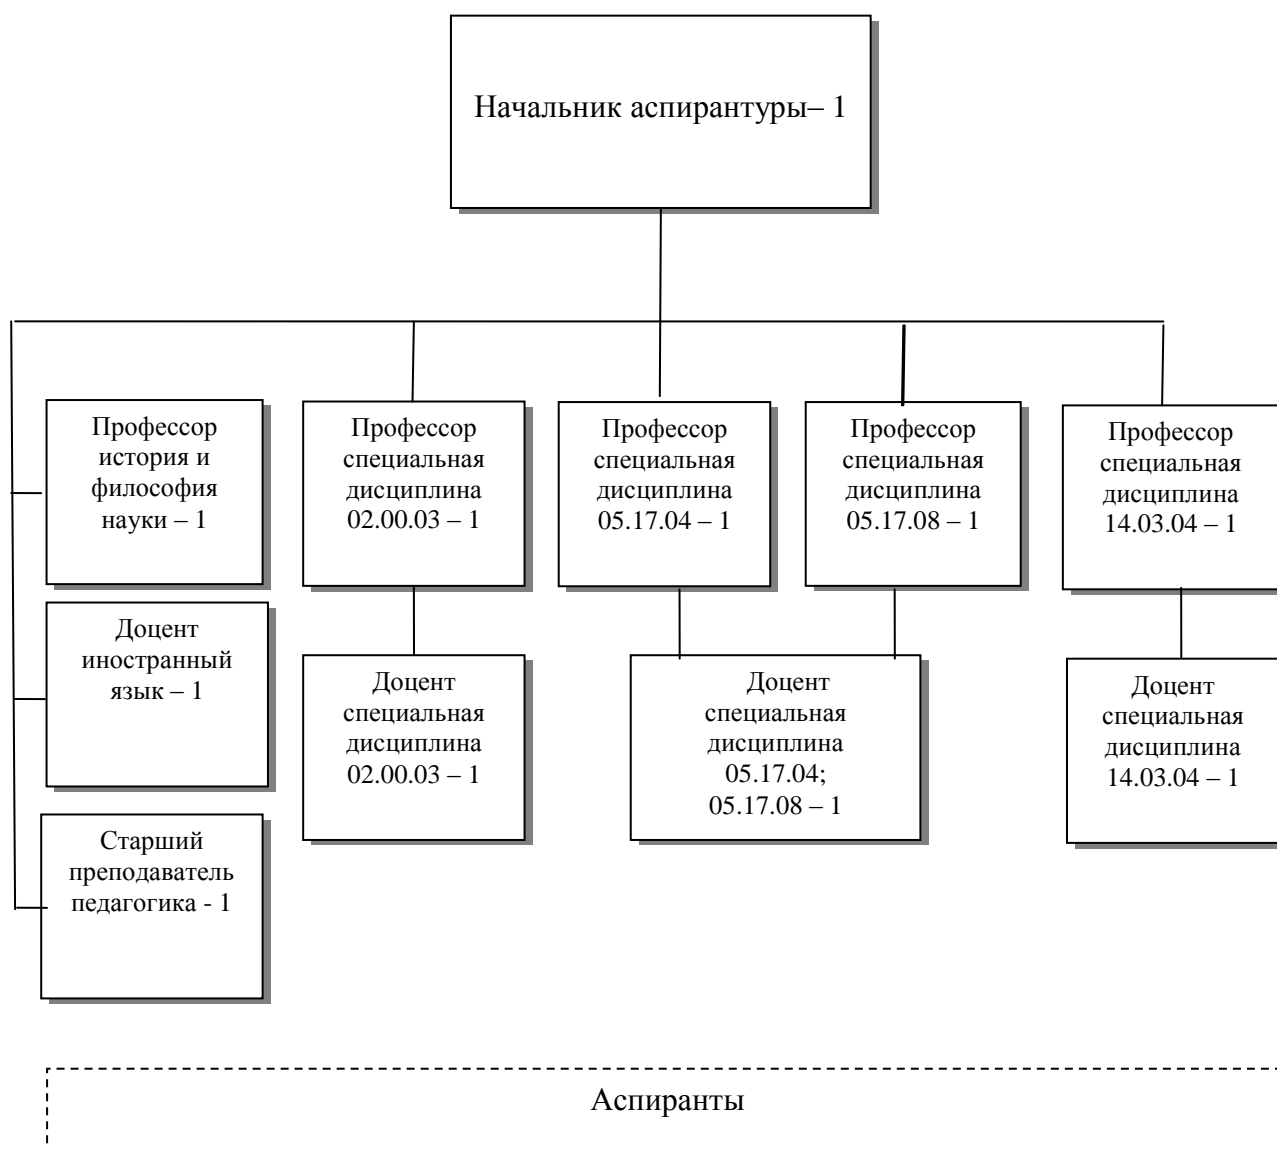 Начальник аспирантуры– 1
Профессор
история и
философия
науки – 1
Профессор
специальная
дисциплина
02.00.03 – 1
Профессор
специальная
дисциплина
05.17.04 – 1
Профессор
специальная
дисциплина
05.17.08 – 1
Профессор
специальная
дисциплина
14.03.04 – 1
Доцент
иностранный
язык – 1
Доцент
специальная
дисциплина
02.00.03 – 1
Доцент
специальная
дисциплина
05.17.04;
05.17.08 – 1
Доцент
специальная
дисциплина
14.03.04 – 1
Старший
преподаватель
педагогика - 1
Аспиранты